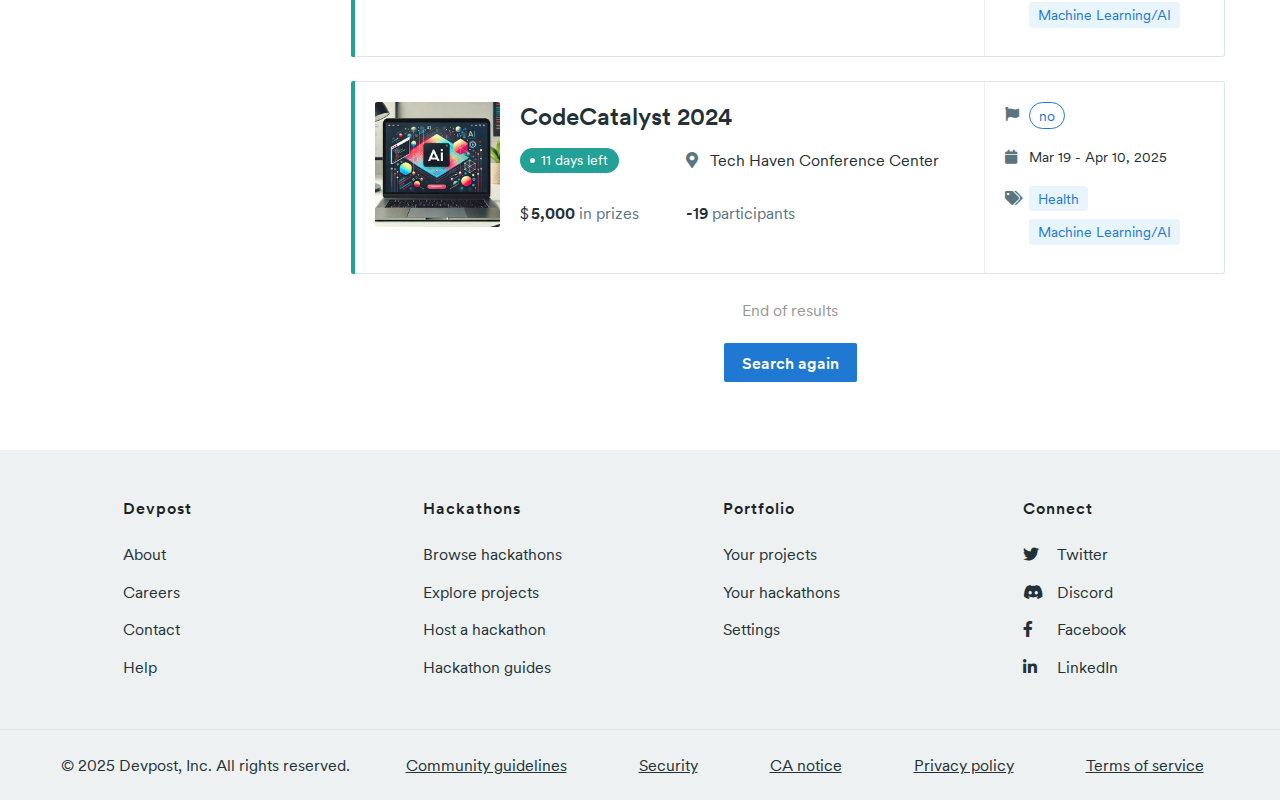 Machine Learning/AI
CodeCatalyst 2024
11 days left
Tech Haven Conference Center
$5,000 in prizes
-19 participants
no
Mar 19 - Apr 10, 2025
Health
Machine Learning/AI
Ai
End of results
Search again
Devpost
About
Careers
Contact
Help
Hackathons
Browse hackathons
Explore projects
Host a hackathon
Hackathon guides
Portfolio
Your projects
Your hackathons
Settings
Connect
Twitter
Discord
Facebook
LinkedIn
© 2025 Devpost, Inc. All rights reserved.
Community guidelines
Security
CA notice
Privacy policy
Terms of service